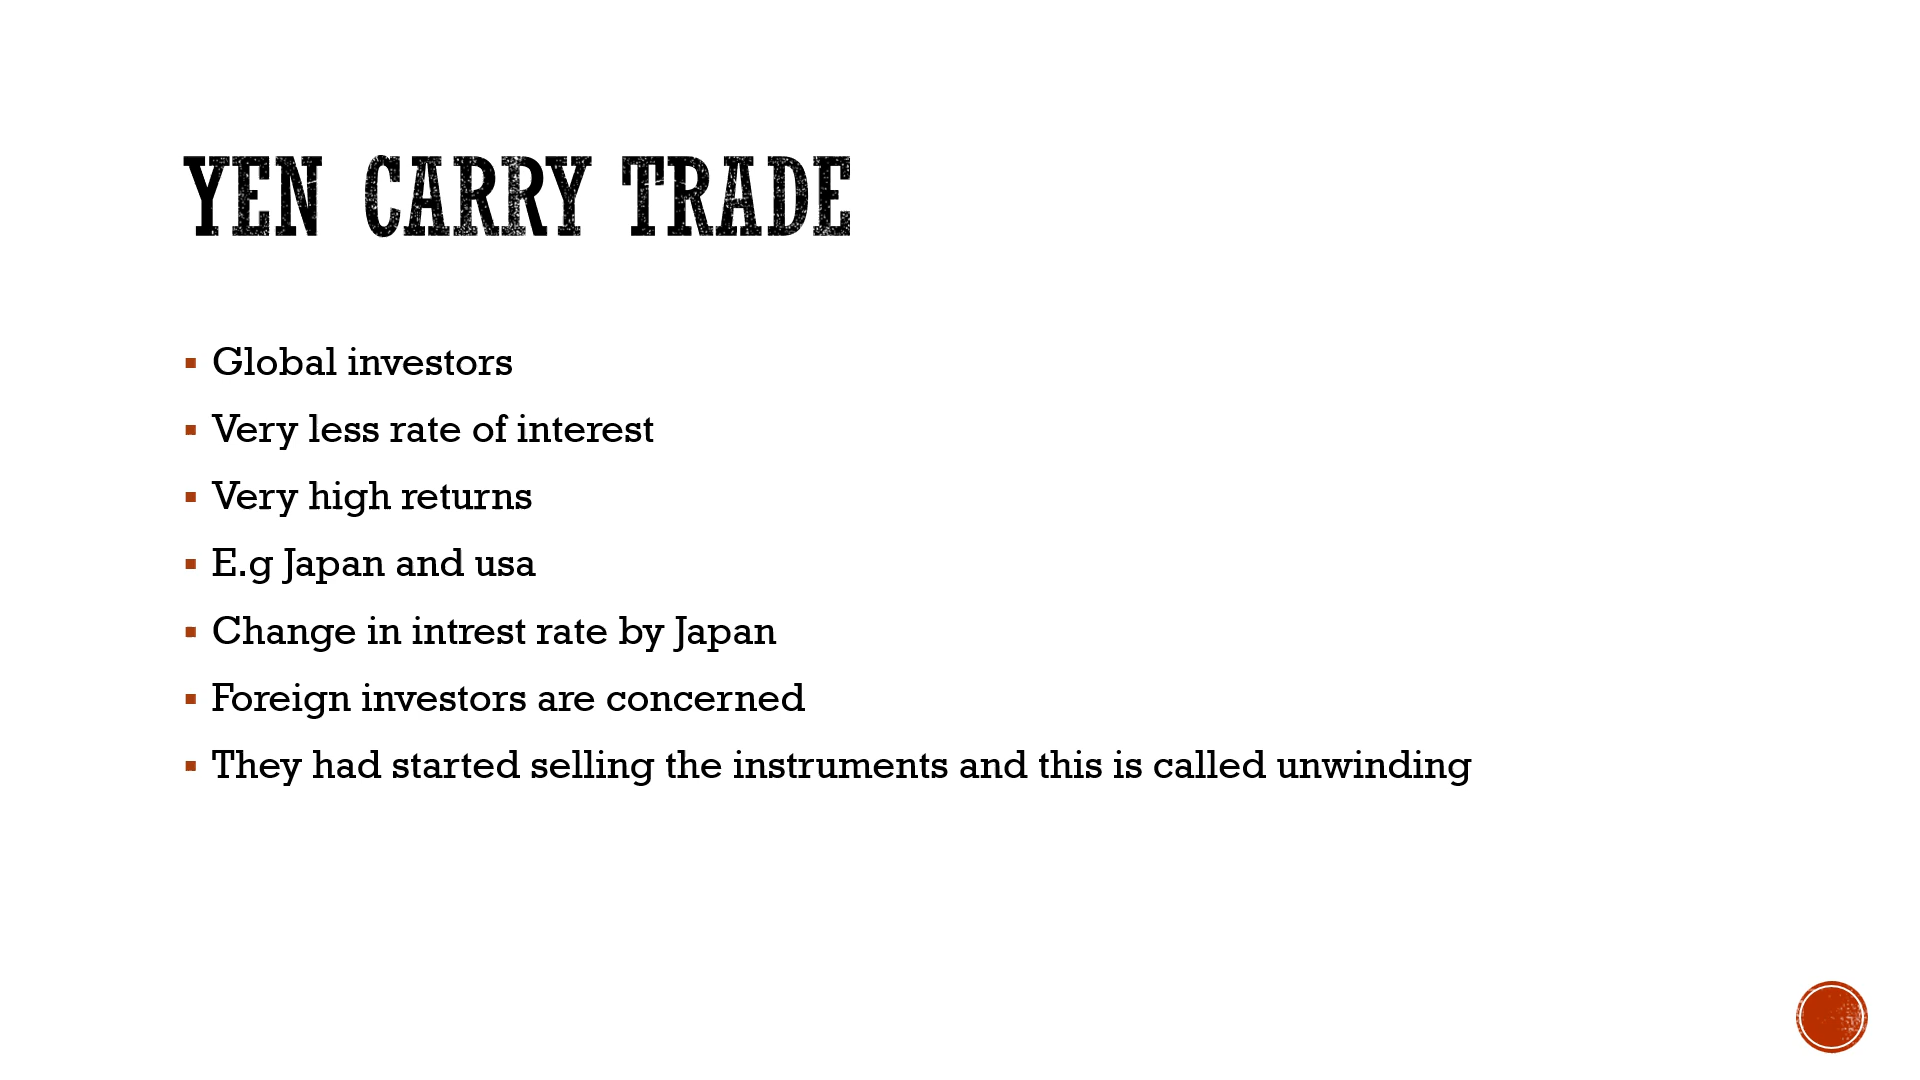 YEN CARRY TRADE
Global investors
Very less rate of interest
Very high returns
E.g Japan and usa
Change in intrest rate by Japan
Foreign investors are concerned
They had started selling the instruments and this is called unwinding